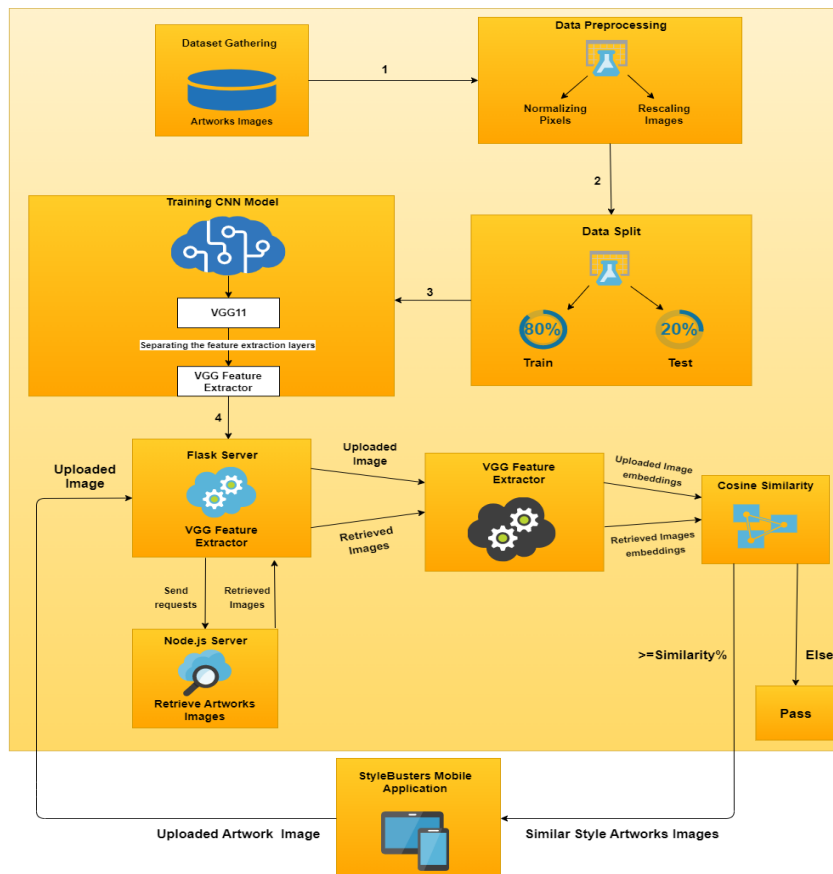 Dataset Gathering
Artworks Images
1
Data Preprocessing
Normalizing
Pixels
Rescaling
Images
2
Training CNN Model
VGG11
Separating the feature extraction layers
VGG Feature
Extractor
3
Data Split
80%
Train
20%
Test
4
Uploaded
Image
Flask Server
VGG Feature
Extractor
Uploaded
Image
Retrieved
Images
VGG Feature
Extractor
Uploaded Image
embeddings
Retrieved Images
embeddings
Cosine Similarity
Send
requests
Retrieved
Images
Node.js Server
Retrieve Artworks
Images
>=Similarity%
Else
Pass
StyleBusters Mobile
Application
Uploaded Artwork Image
Similar Style Artworks Images